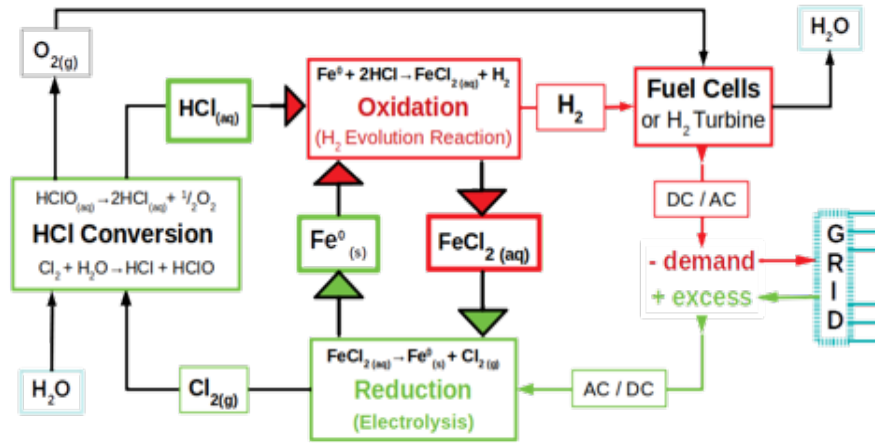 O₂(g)
H₂O
HCl(aq)
Fe⁰ + 2HCl→FeCl₂(aq) + H₂
Oxidation
(H₂ Evolution Reaction)
H₂
Fuel Cells
or H₂ Turbine
HClO(aq)→2HCl(aq) + ½O₂
HCl Conversion
Cl₂ + H₂O→HCl + HClO
Fe⁰(s)
FeCl₂ (aq)
DC / AC
- demand
+ excess
GRID
H₂O
Cl₂(g)
FeCl₂(aq)→Fe⁰(s) + Cl₂(g)
Reduction
(Electrolysis)
AC / DC